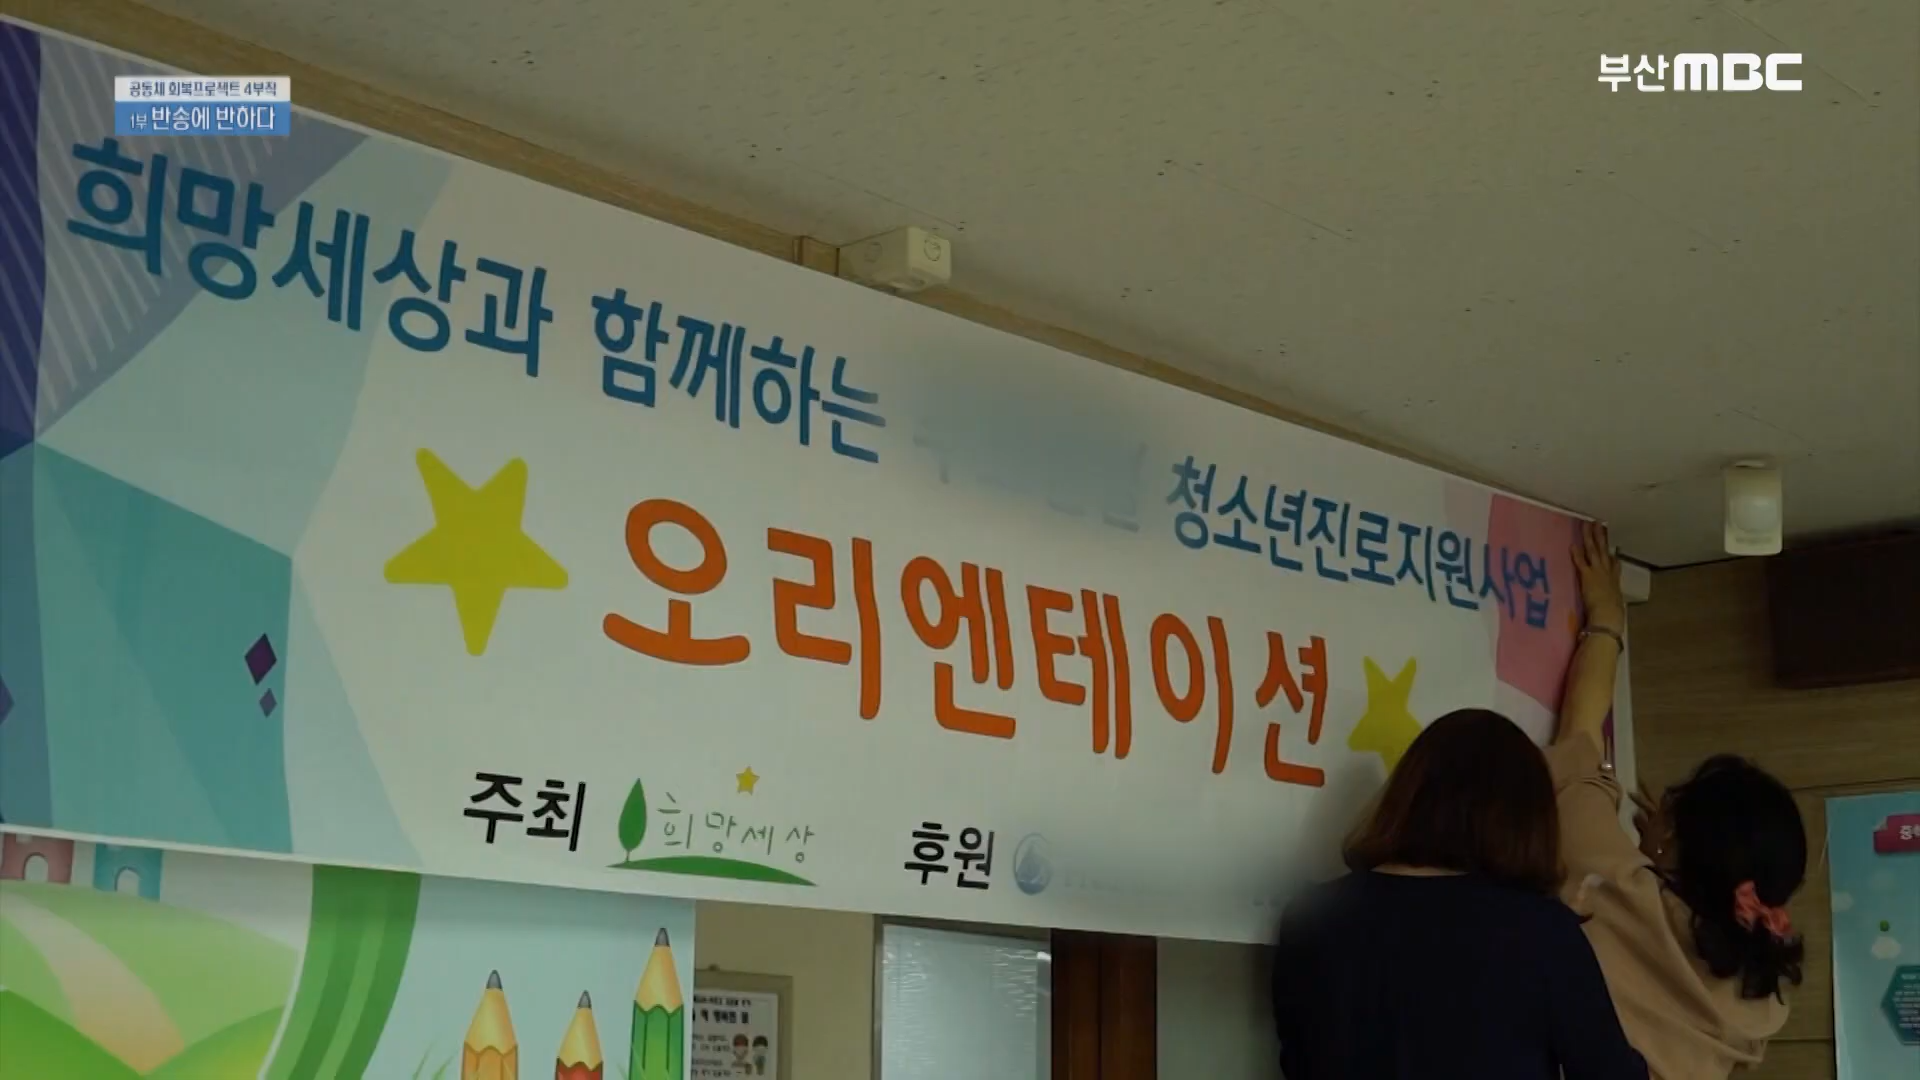 공동체 회복프로젝트 4부작
1부 반송에 반하다
부산MBC
희망세상과 함께하는 청소년진로지원사업
오리엔테이션
주최 희망세상 후원